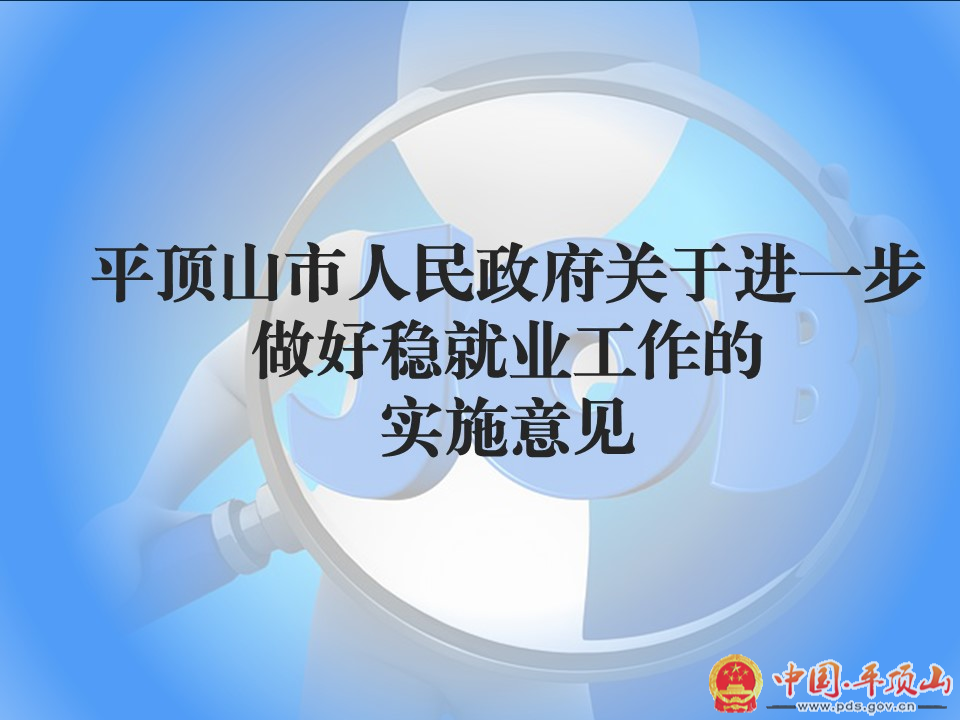 平顶山市人民政府关于进一步
做好稳就业工作的
实施意见
JOB
中国·平顶山
www.pds.gov.cn